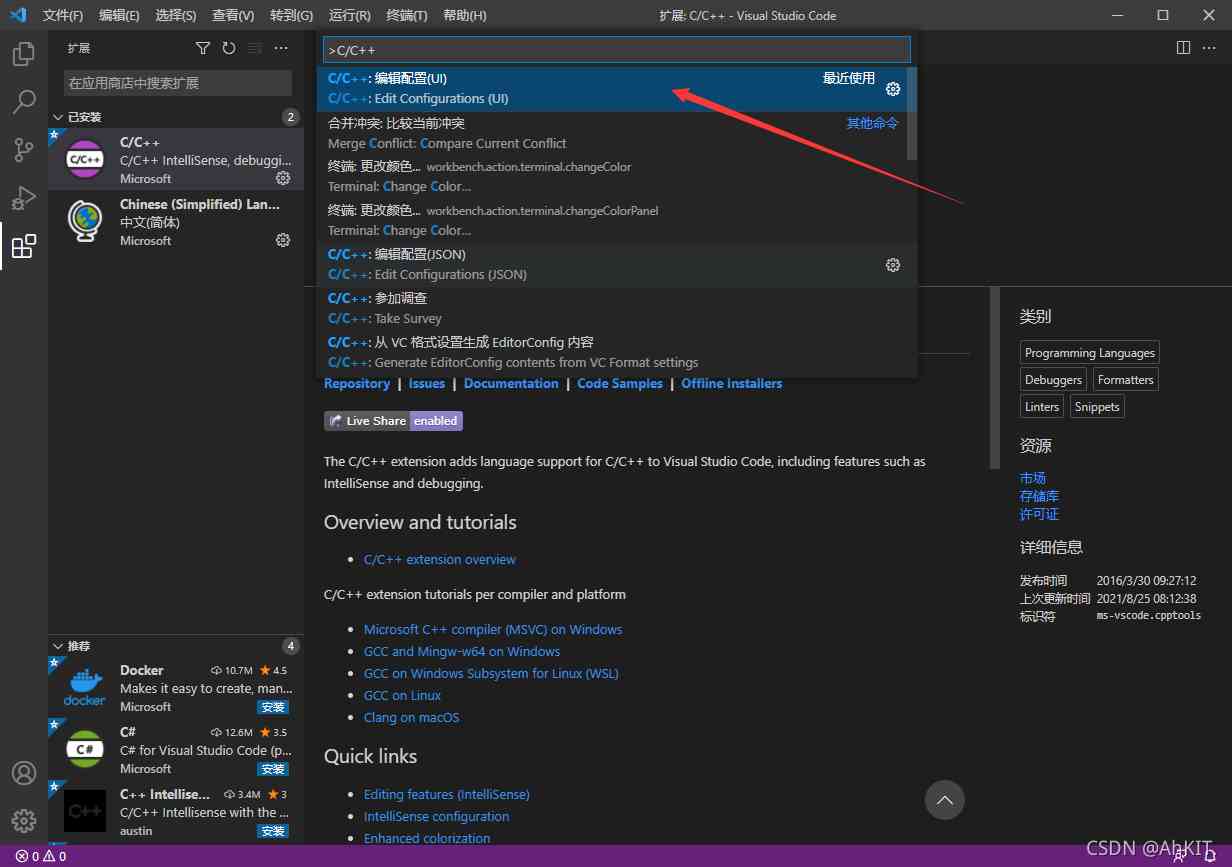 文件(F) 编辑(E) 选择(S) 查看(V) 转到(G) 运行(R) 终端(T) 帮助(H) 扩展: C/C++ - Visual Studio Code
扩展
在应用商店中搜索扩展
已安装 2
C/C++
C/C++ IntelliSense, debuggi...
Microsoft
Chinese (Simplified) Lan...
中文(简体)
Microsoft
推荐 4
Docker 10.7M 4.5
Makes it easy to create, man...
Microsoft 安装
docker
C# 12.6M 3.5
C# for Visual Studio Code (p...
Microsoft 安装
C#
C++ Intellise... 3.4M 3
C/C++ Intellisense with the ...
austin 安装
C++
>C/C++
C/C++: 编辑配置(UI) 最近使用
C/C++: Edit Configurations (UI)
合并冲突: 比较当前冲突 其他命令
Merge Conflict: Compare Current Conflict
终端: 更改颜色... workbench.action.terminal.changeColor
Terminal: Change Color...
终端: 更改颜色... workbench.action.terminal.changeColorPanel
Terminal: Change Color...
C/C++: 编辑配置(JSON)
C/C++: Edit Configurations (JSON)
C/C++: 参加调查
C/C++: Take Survey
C/C++: 从 VC 格式设置生成 EditorConfig 内容
C/C++: Generate EditorConfig contents from VC Format settings
Repository | Issues | Documentation | Code Samples | Offline Installers
Live Share enabled
The C/C++ extension adds language support for C/C++ to Visual Studio Code, including features such as
IntelliSense and debugging.
Overview and tutorials
C/C++ extension overview
C/C++ extension tutorials per compiler and platform
Microsoft C++ compiler (MSVC) on Windows
GCC and Mingw-w64 on Windows
GCC on Windows Subsystem for Linux (WSL)
GCC on Linux
Clang on macOS
Quick links
Editing features (IntelliSense)
IntelliSense configuration
Enhanced colorization
类别
Programming Languages
Debuggers Formatters
Linters Snippets
资源
市场
存储库
许可证
详细信息
发布时间 2016/3/30 09:27:12
上次更新时间 2021/8/25 08:12:38
标识符 ms-vscode.cpptools
0 0
CSDN @AhKIT